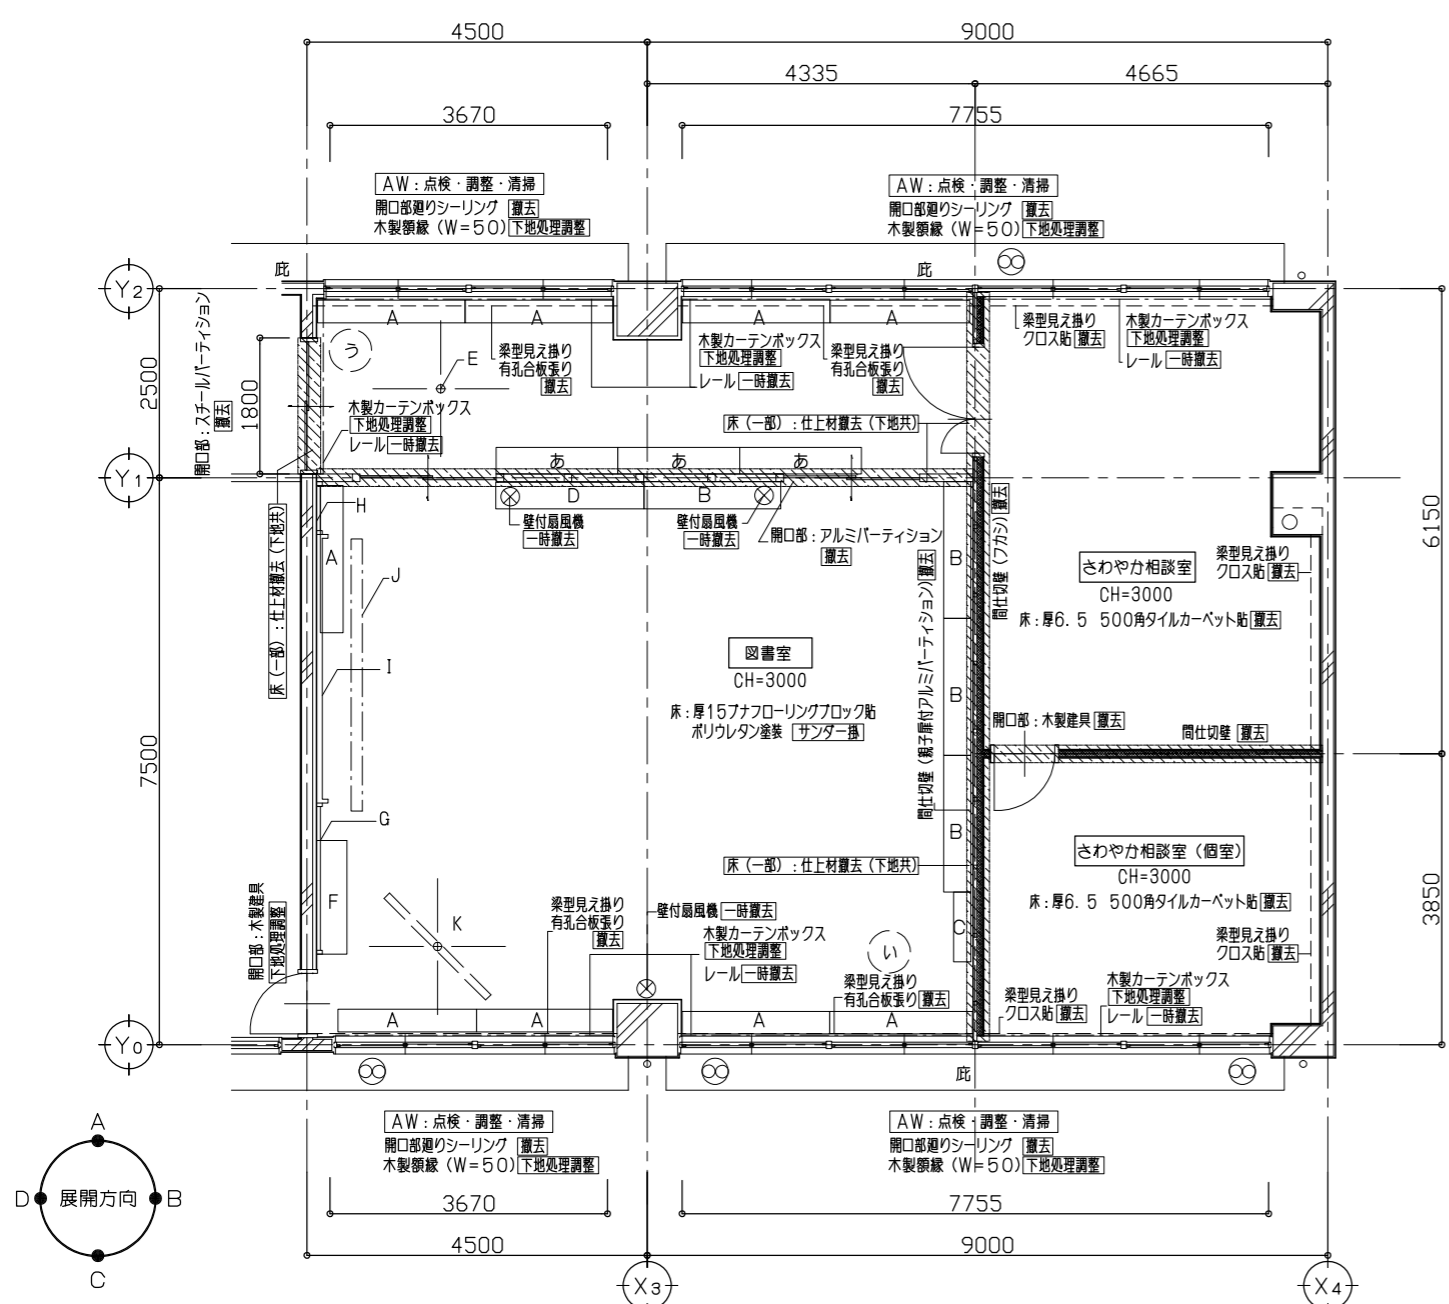 4500
9000
4335
4665
3670
7755
AW:点検・調整・清掃
開口部廻りシーリング 撤去
木製額縁(W=50)下地処理調整
AW:点検・調整・清掃
開口部廻りシーリング 撤去
木製額縁(W=50)下地処理調整
庇
庇
Y2
2500
開口部:スチールパーティション
撤去
1800
A
A
A
A
う
E
梁型見え掛り
有孔合板張り
撤去
木製カーテンボックス
下地処理調整
レール 一時撤去
梁型見え掛り
有孔合板張り
撤去
梁型見え掛り
クロス貼 撤去
木製カーテンボックス
下地処理調整
レール 一時撤去
木製カーテンボックス
下地処理調整
レール 一時撤去
床(一部):仕上材撤去(下地共)
Y1
あ
あ
あ
D
B
壁付扇風機
一時撤去
壁付扇風機
一時撤去
開口部:アルミパーティション
撤去
H
A
J
I
床(一部):仕上材撤去(下地共)
B
B
B
間仕切壁(フカシ)撤去
間仕切壁(親子扉付アルミパーティション)撤去
さわやか相談室
CH=3000
床:厚6.5 500角タイルカーペット貼 撤去
梁型見え掛り
クロス貼 撤去
6150
図書室
CH=3000
床:厚15ブナフローリングブロック貼
ポリウレタン塗装 サンダー掛
7500
開口部:木製建具 撤去
間仕切壁 撤去
G
F
K
開口部:木製建具
下地処理調整
床(一部):仕上材撤去(下地共)
さわやか相談室(個室)
CH=3000
床:厚6.5 500角タイルカーペット貼 撤去
3850
梁型見え掛り
有孔合板張り
撤去
壁付扇風機 一時撤去
木製カーテンボックス
下地処理調整
レール 一時撤去
い
C
梁型見え掛り
有孔合板張り 撤去
梁型見え掛り
クロス貼 撤去
木製カーテンボックス
下地処理調整
レール 一時撤去
梁型見え掛り
クロス貼 撤去
A
A
A
A
Y0
庇
AW:点検・調整・清掃
開口部廻りシーリング 撤去
木製額縁(W=50)下地処理調整
AW:点検・調整・清掃
開口部廻りシーリング 撤去
木製額縁(W=50)下地処理調整
A
D 展開方向 B
C
3670
7755
4500
9000
X3
X4